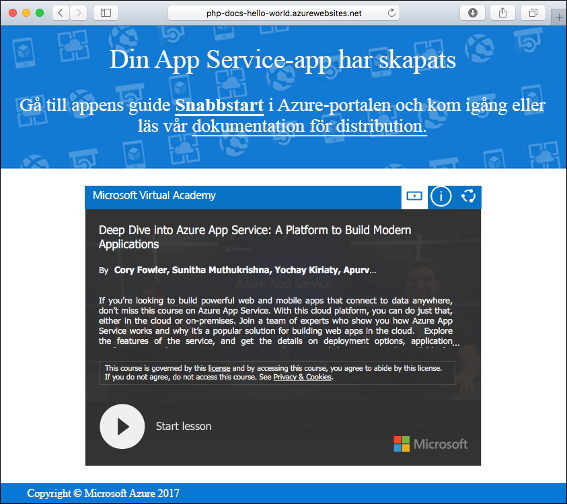 php-docs-hello-world.azurewebsites.net
Din App Service-app har skapats
Gå till appens guide Snabbstart i Azure-portalen och kom igång eller
läs vår dokumentation för distribution.
Microsoft Virtual Academy
Deep Dive into Azure App Service: A Platform to Build Modern
Applications
By Cory Fowler, Sunitha Muthukrishna, Yochay Kiriaty, Apurv...
If you're looking to build powerful web and mobile apps that connect to data anywhere,
don't miss this course on Azure App Service. With this cloud platform, you can do just that,
either in the cloud or on-premises. Join a team of experts who show you how Azure App
Service works and why it's a popular solution for building web apps in the cloud. Explore
the features of the service, and get the details on deployment options, application
This course is governed by this license and by accessing this course, you agree to abide by this license.
If you do not agree, do not access this course. See Privacy & Cookies.
Start lesson
Microsoft
Copyright © Microsoft Azure 2017